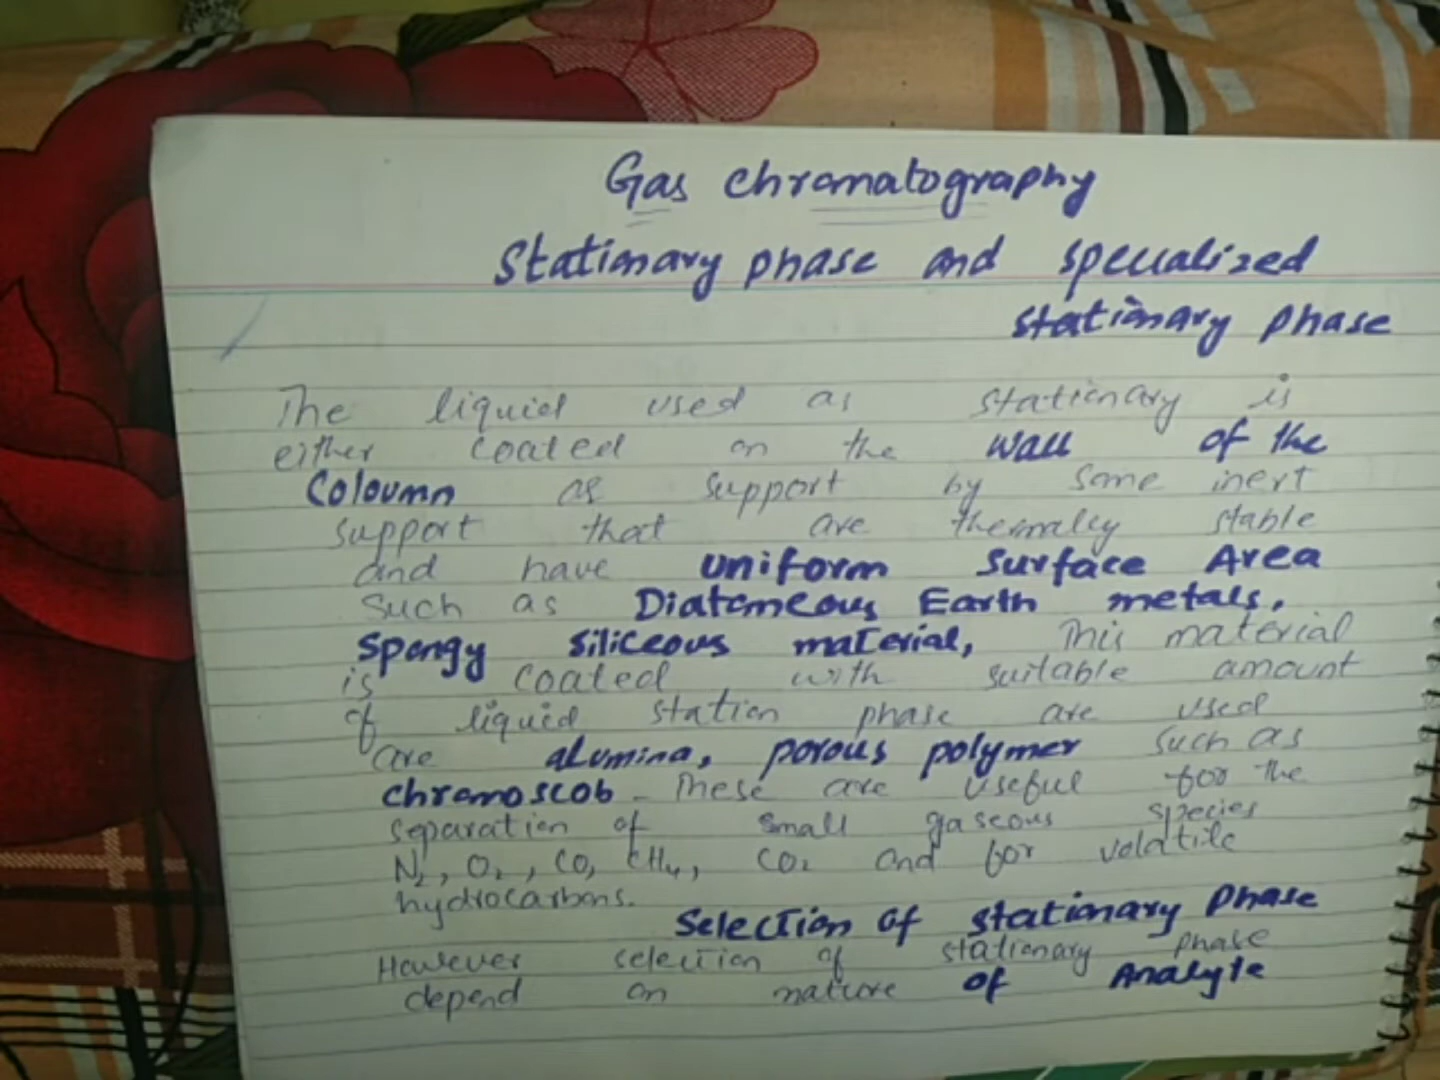 Gas chromatography
Stationary phase and specialized
stationary phase
The liquid used as stationary is
either coated on the wall of the
Coloumn as support by some inert
support that are thermaly stable
and have uniform surface Area
such as Diatomeous Earth metals,
spongy siliceous material, This material
is coated with suitable amount
of liquid station phase are used
are alumina, porous polymer such as
chromoscob - These are useful for the
separation of small gaseous species
N2, O2, CO, CH4, CO2 and for volatile
hydrocarbons.
Selection of stationary phase
However selection of stationary phase
depend on nature of Analyte